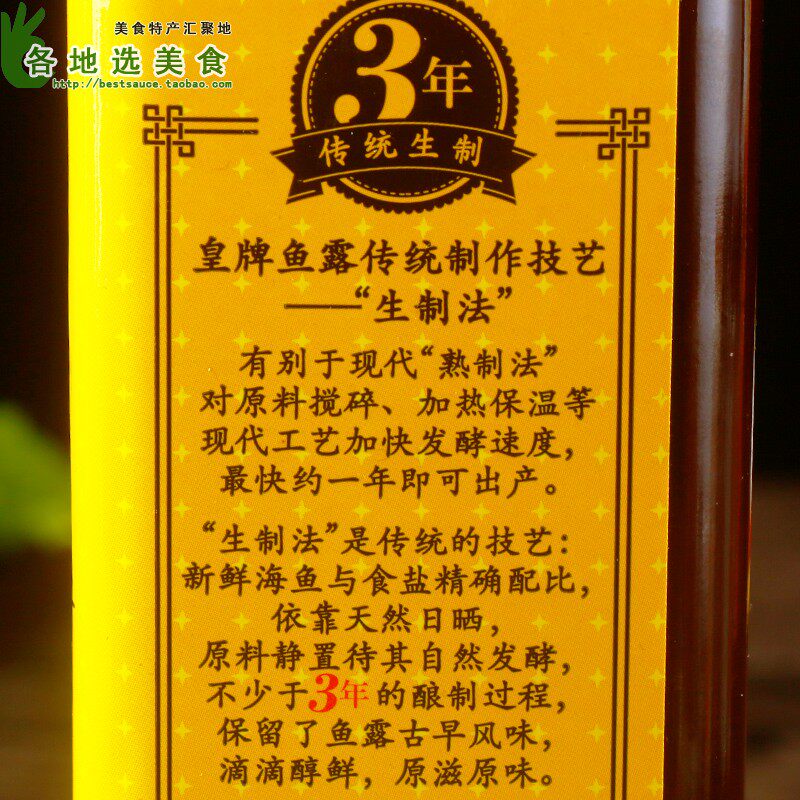 美食特产汇聚地
各地选美食
http://bestsauce.taobao.com
3年
传统生制
皇牌鱼露传统制作技艺
——“生制法”
有别于现代“熟制法”
对原料搅碎、加热保温等
现代工艺加快发酵速度，
最快约一年即可出产。
“生制法”是传统的技艺：
新鲜海鱼与食盐精确配比，
依靠天然日晒，
原料静置待其自然发酵，
不少于3年的酿制过程，
保留了鱼露古早风味，
滴滴醇鲜，原滋原味。